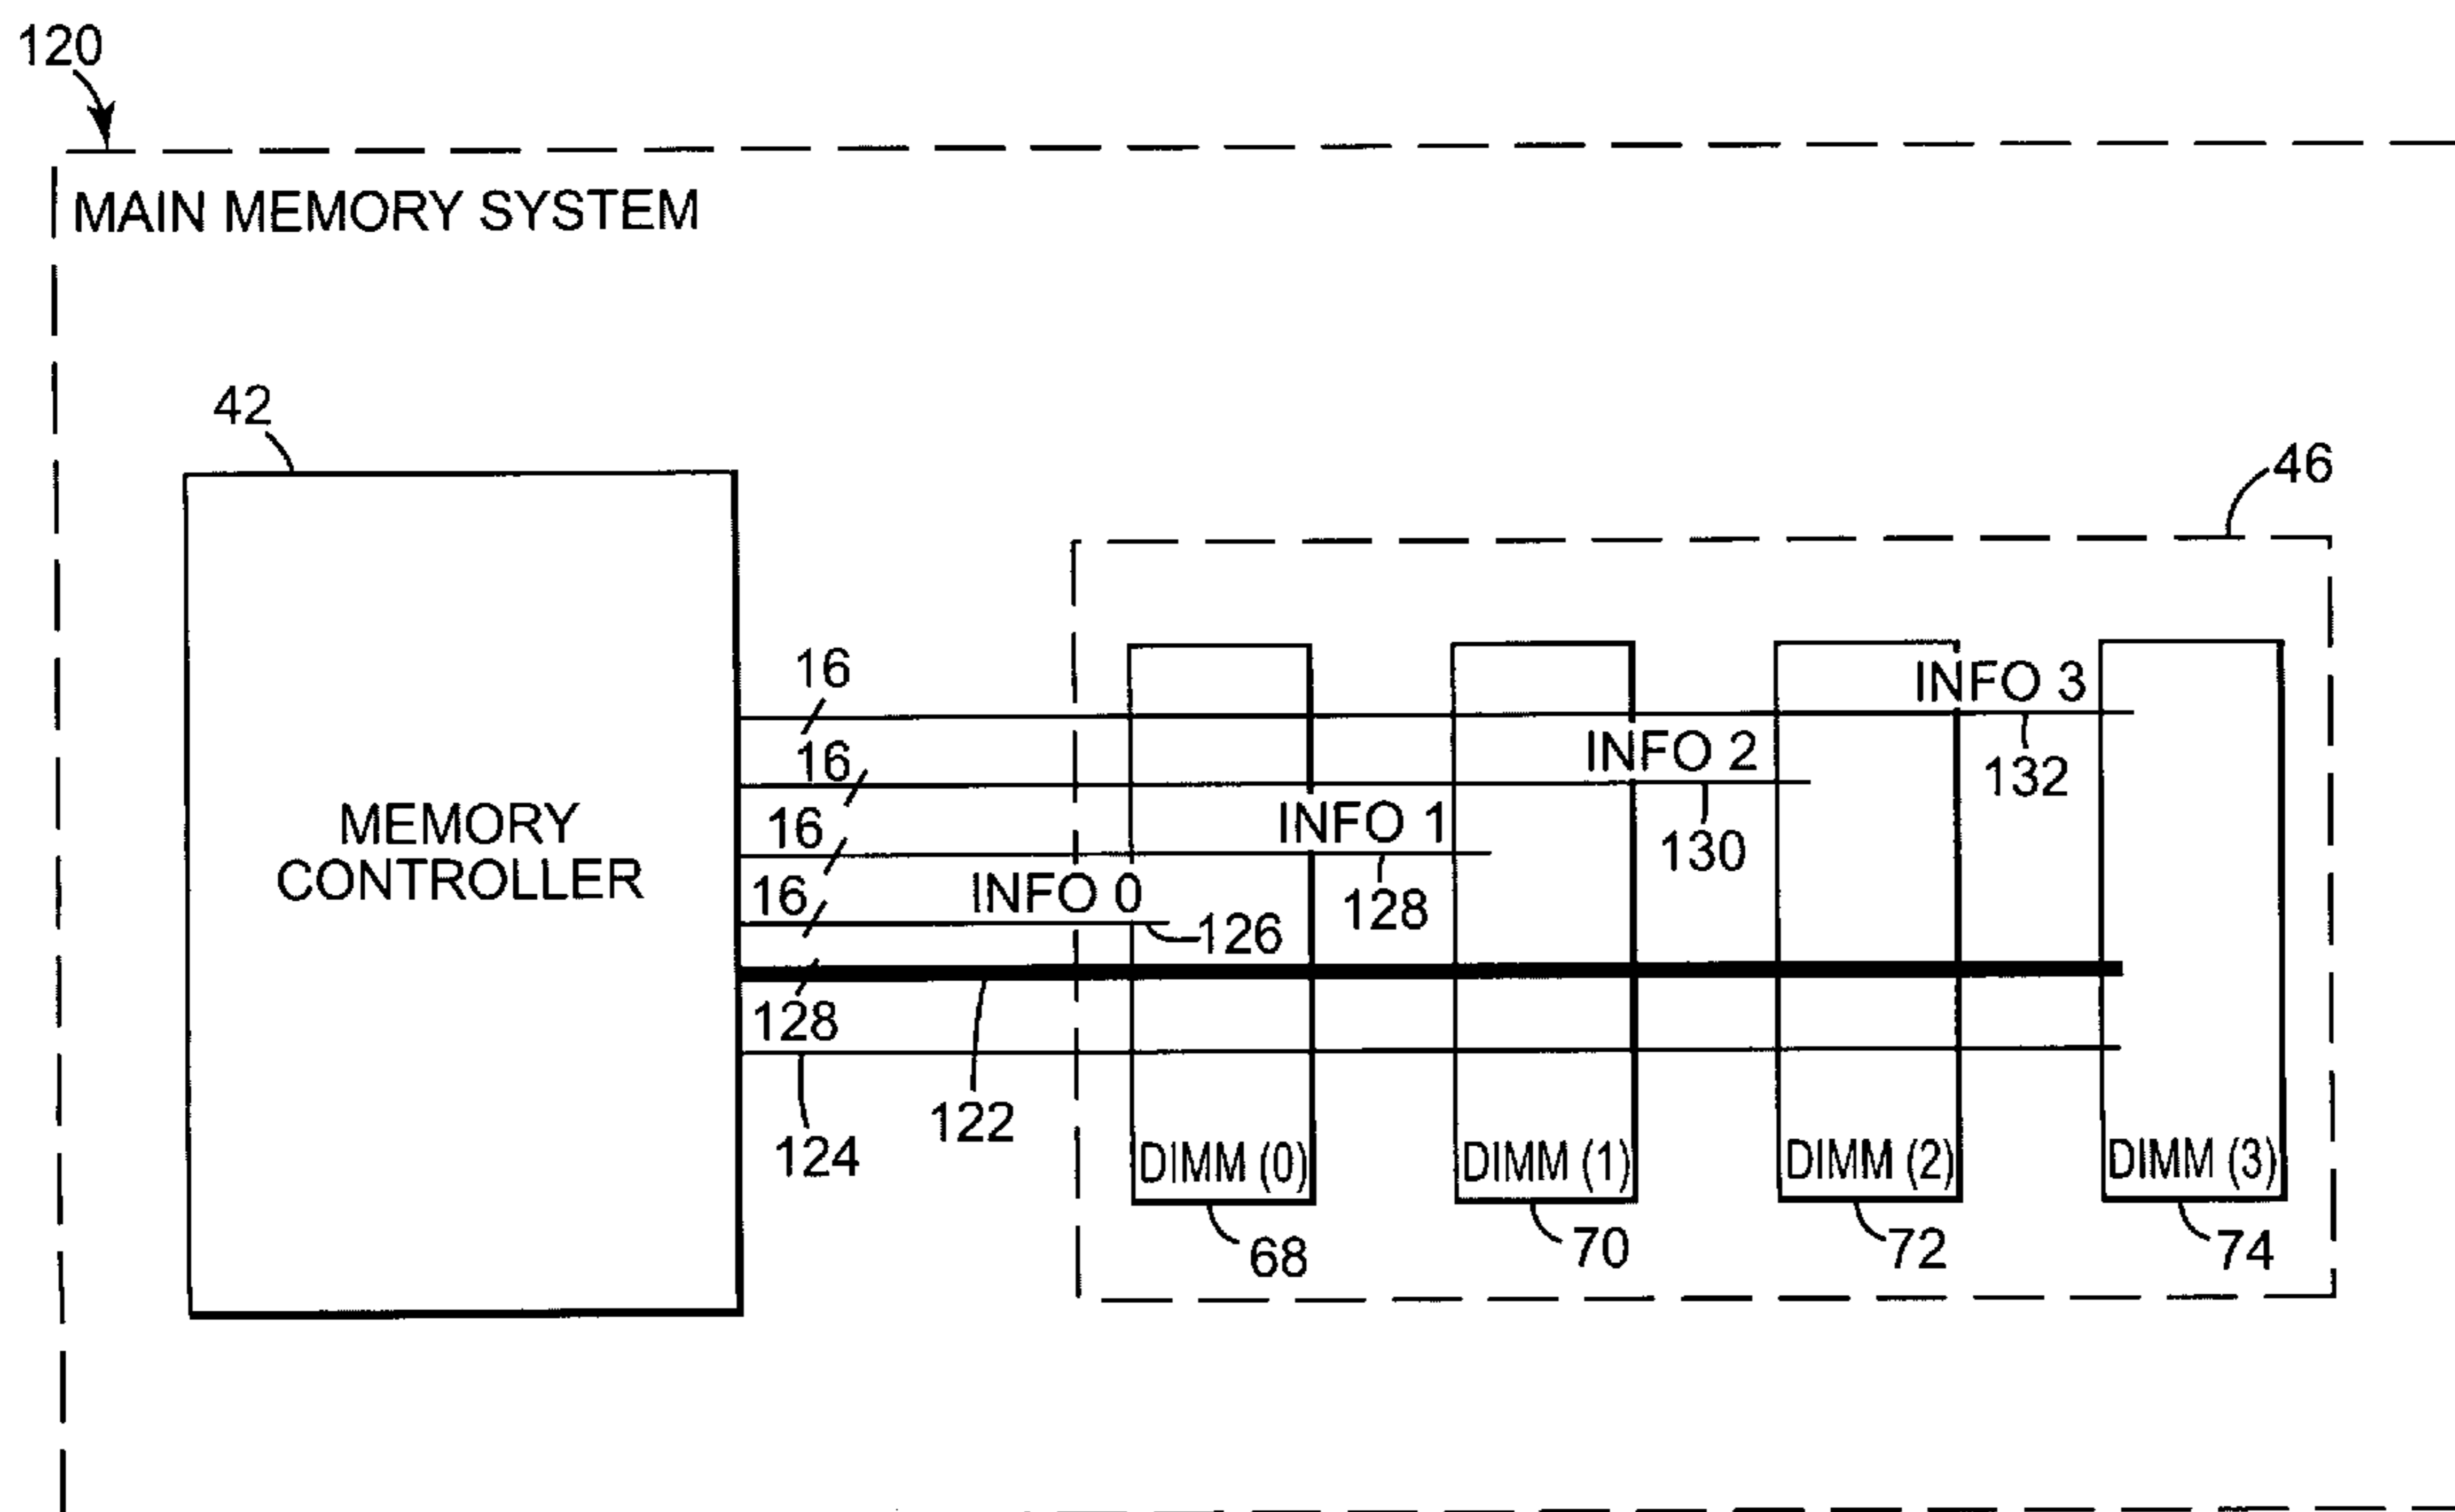 120
MAIN MEMORY SYSTEM
42
46
16
INFO 3
16
INFO 2
132
MEMORY
CONTROLLER
16
INFO 1
130
16
INFO 0
128
126
128
122
124
DIMM (0)
DIMM (1)
DIMM (2)
DIMM (3)
68
70
72
74